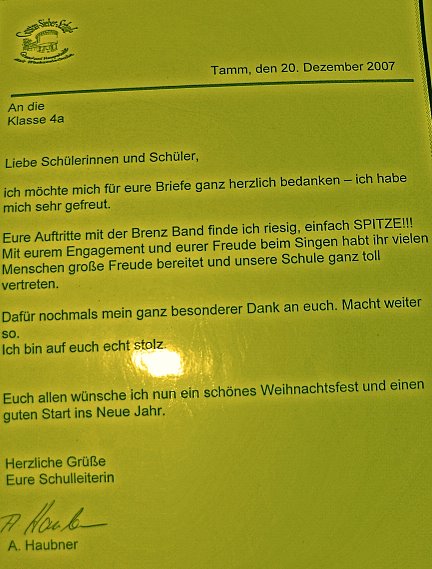 Tamm, den 20. Dezember 2007
An die
Klasse 4a
Liebe Schülerinnen und Schüler,
ich möchte mich für eure Briefe ganz herzlich bedanken – ich habe
mich sehr gefreut.
Eure Auftritte mit der Brenz Band finde ich riesig, einfach SPITZE!!!
Mit eurem Engagement und eurer Freude beim Singen habt ihr vielen
Menschen große Freude bereitet und unsere Schule ganz toll
vertreten.
Dafür nochmals mein ganz besonderer Dank an euch. Macht weiter
so.
Ich bin auf euch echt stolz.
Euch allen wünsche ich nun ein schönes Weihnachtsfest und einen
guten Start ins Neue Jahr.
Herzliche Grüße
Eure Schulleiterin
A. Haubner